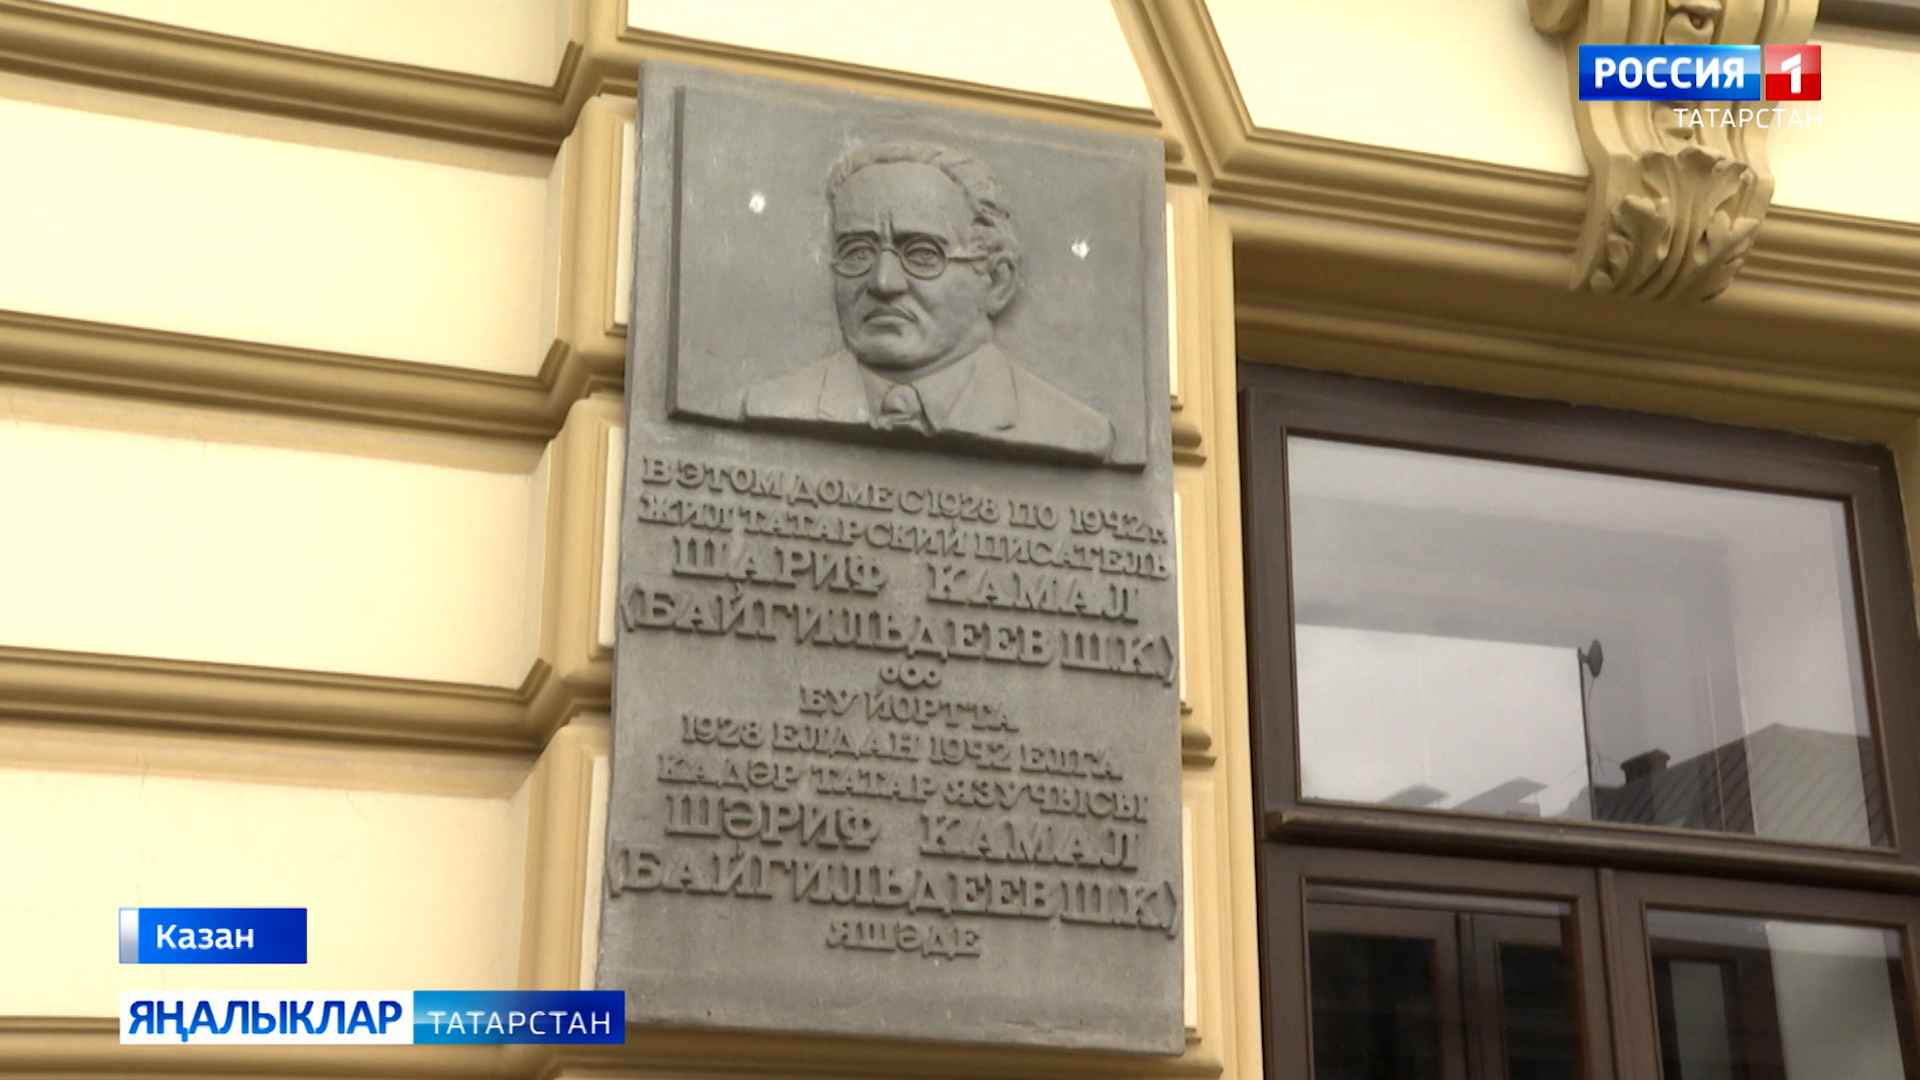 РОССИЯ 1
ТАТАРСТАН
В ЭТОМ ДОМЕ С 1928 ПО 1942 г.
ЖИЛ ТАТАРСКИЙ ПИСАТЕЛЬ
ШАРИФ КАМАЛ
(БАЙГИЛЬДЕЕВ Ш.К.)
БУ ЙОРТТА
1928 ЕЛДАН 1942 ЕЛГА
КАДӘР ТАТАР ЯЗУЧЫСЫ
ШӘРИФ КАМАЛ
(БАЙГИЛЬДЕЕВ Ш.К.)
ЯШӘДЕ
Казан
ЯҢАЛЫКЛАР ТАТАРСТАН